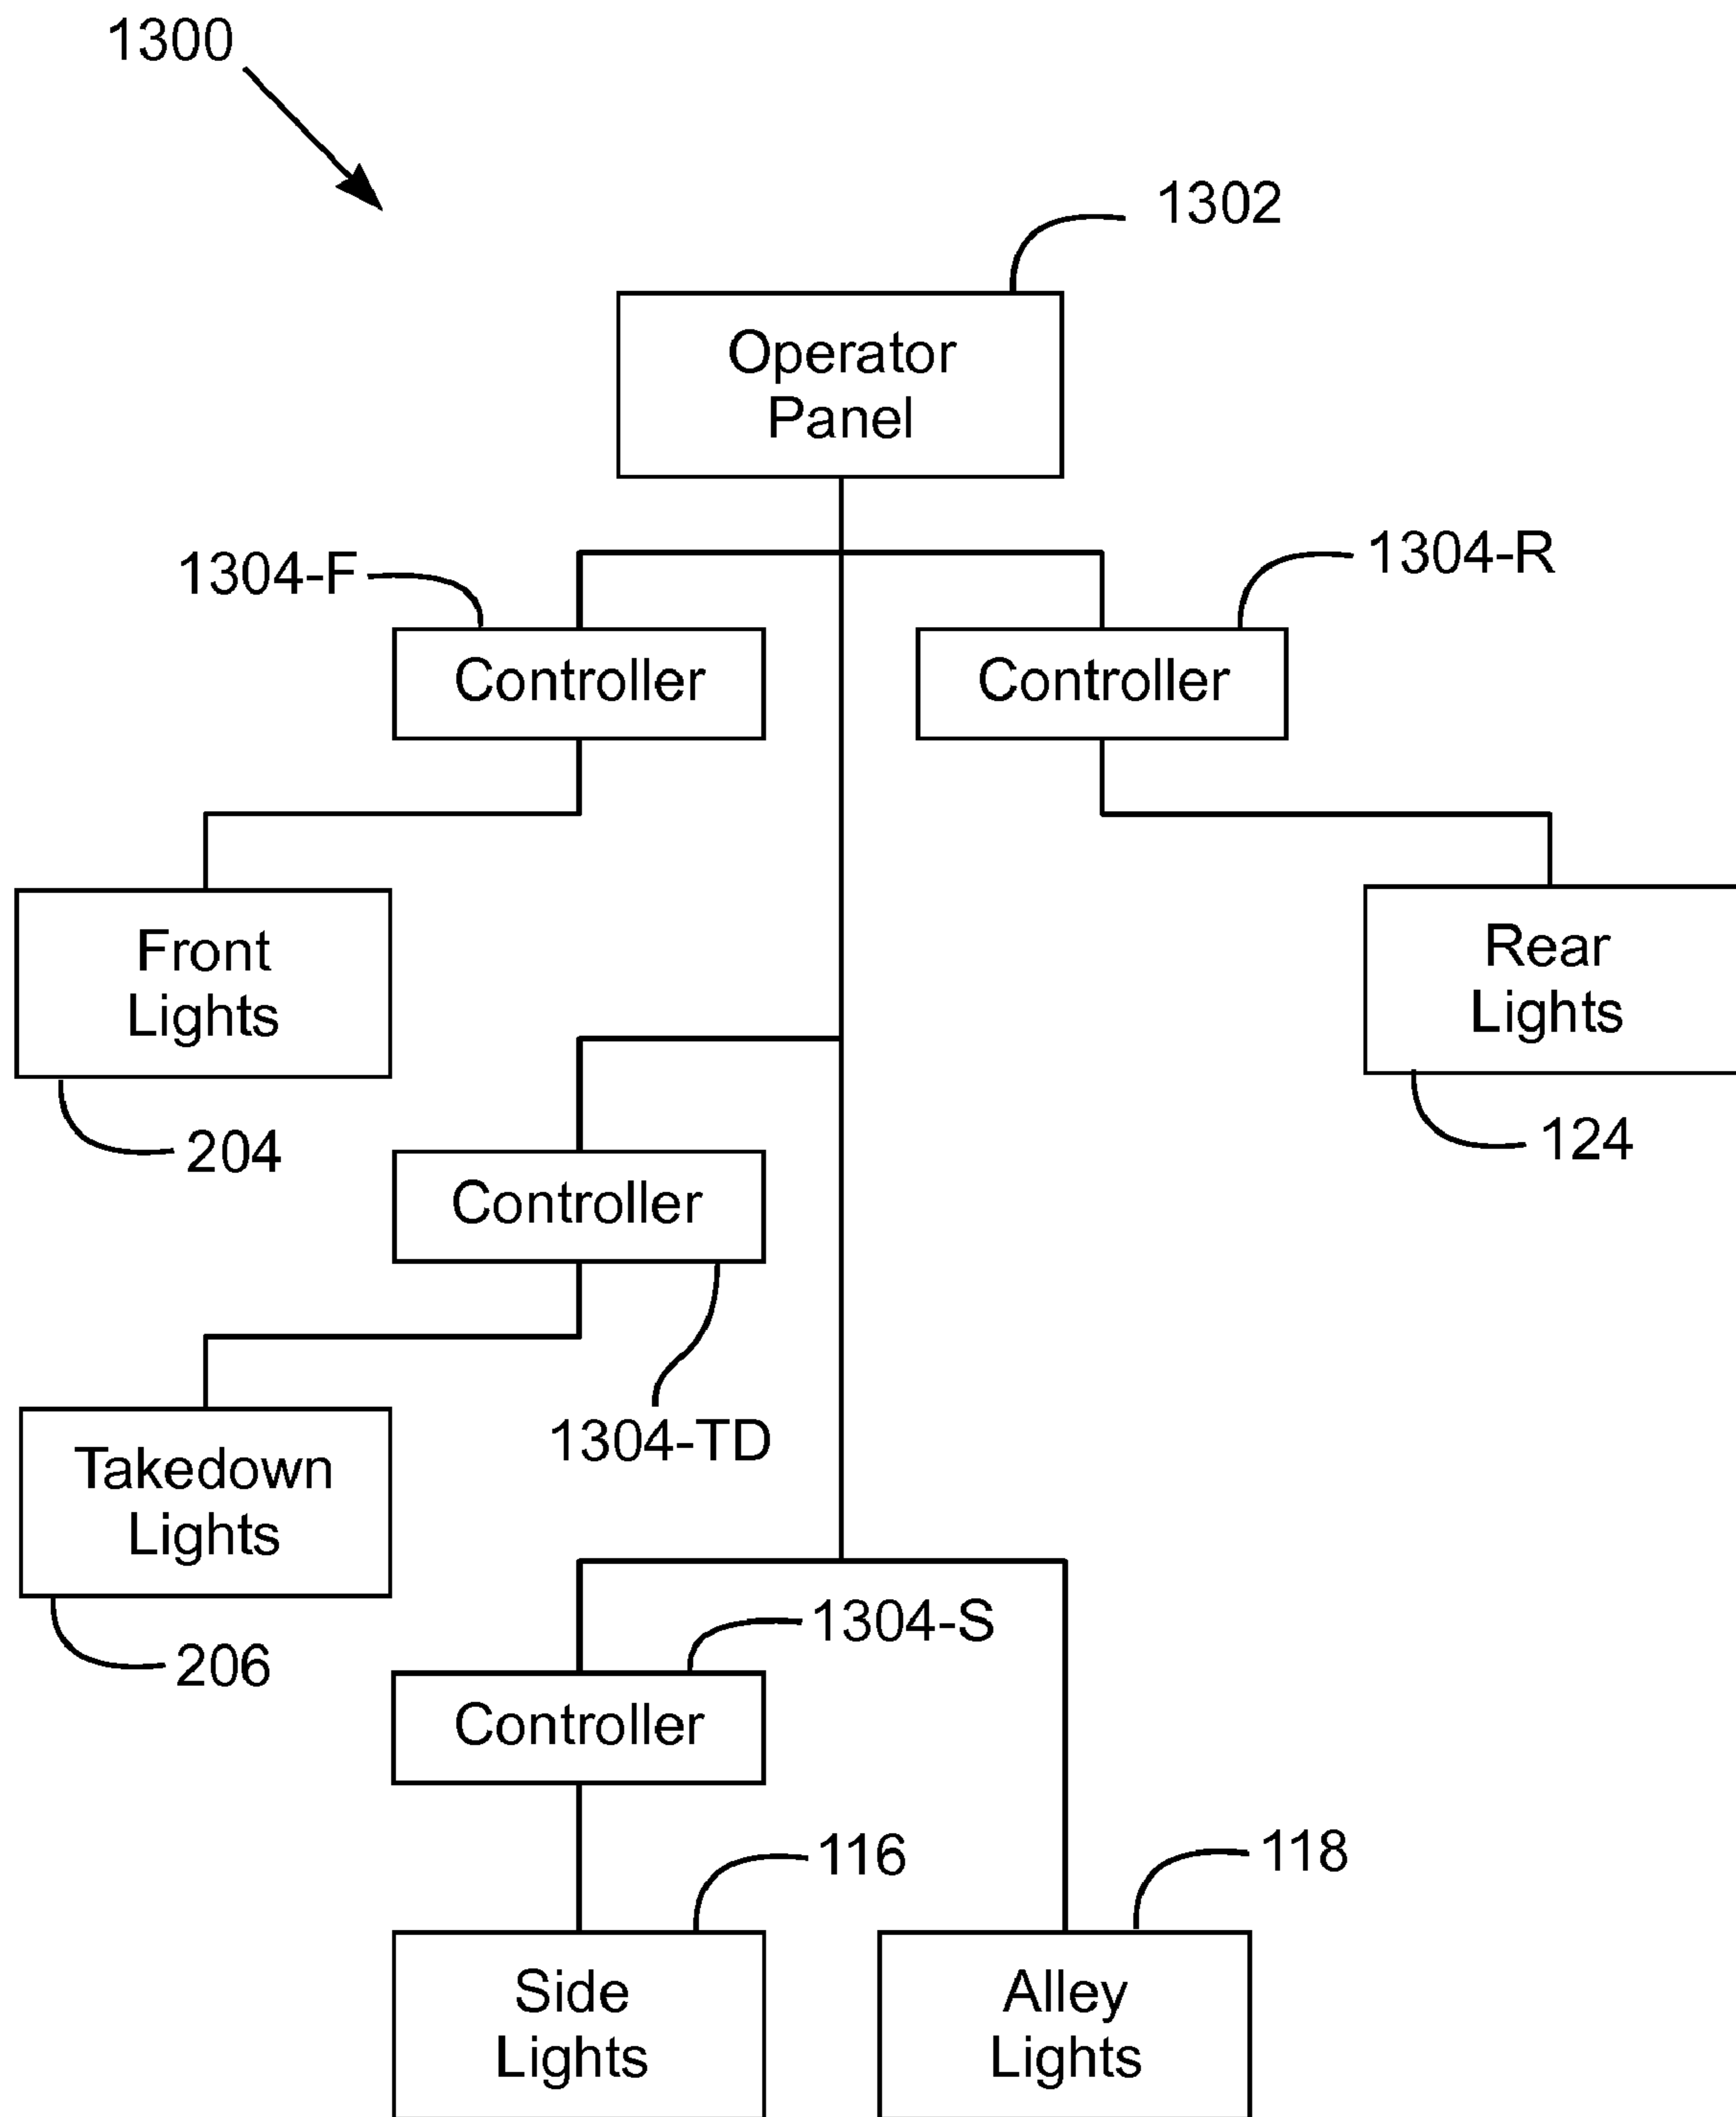 1300
1302
Operator
Panel
1304-F
1304-R
Controller
Controller
Front
Lights
Rear
Lights
204
124
Controller
1304-TD
Takedown
Lights
206
1304-S
Controller
116
118
Side
Lights
Alley
Lights